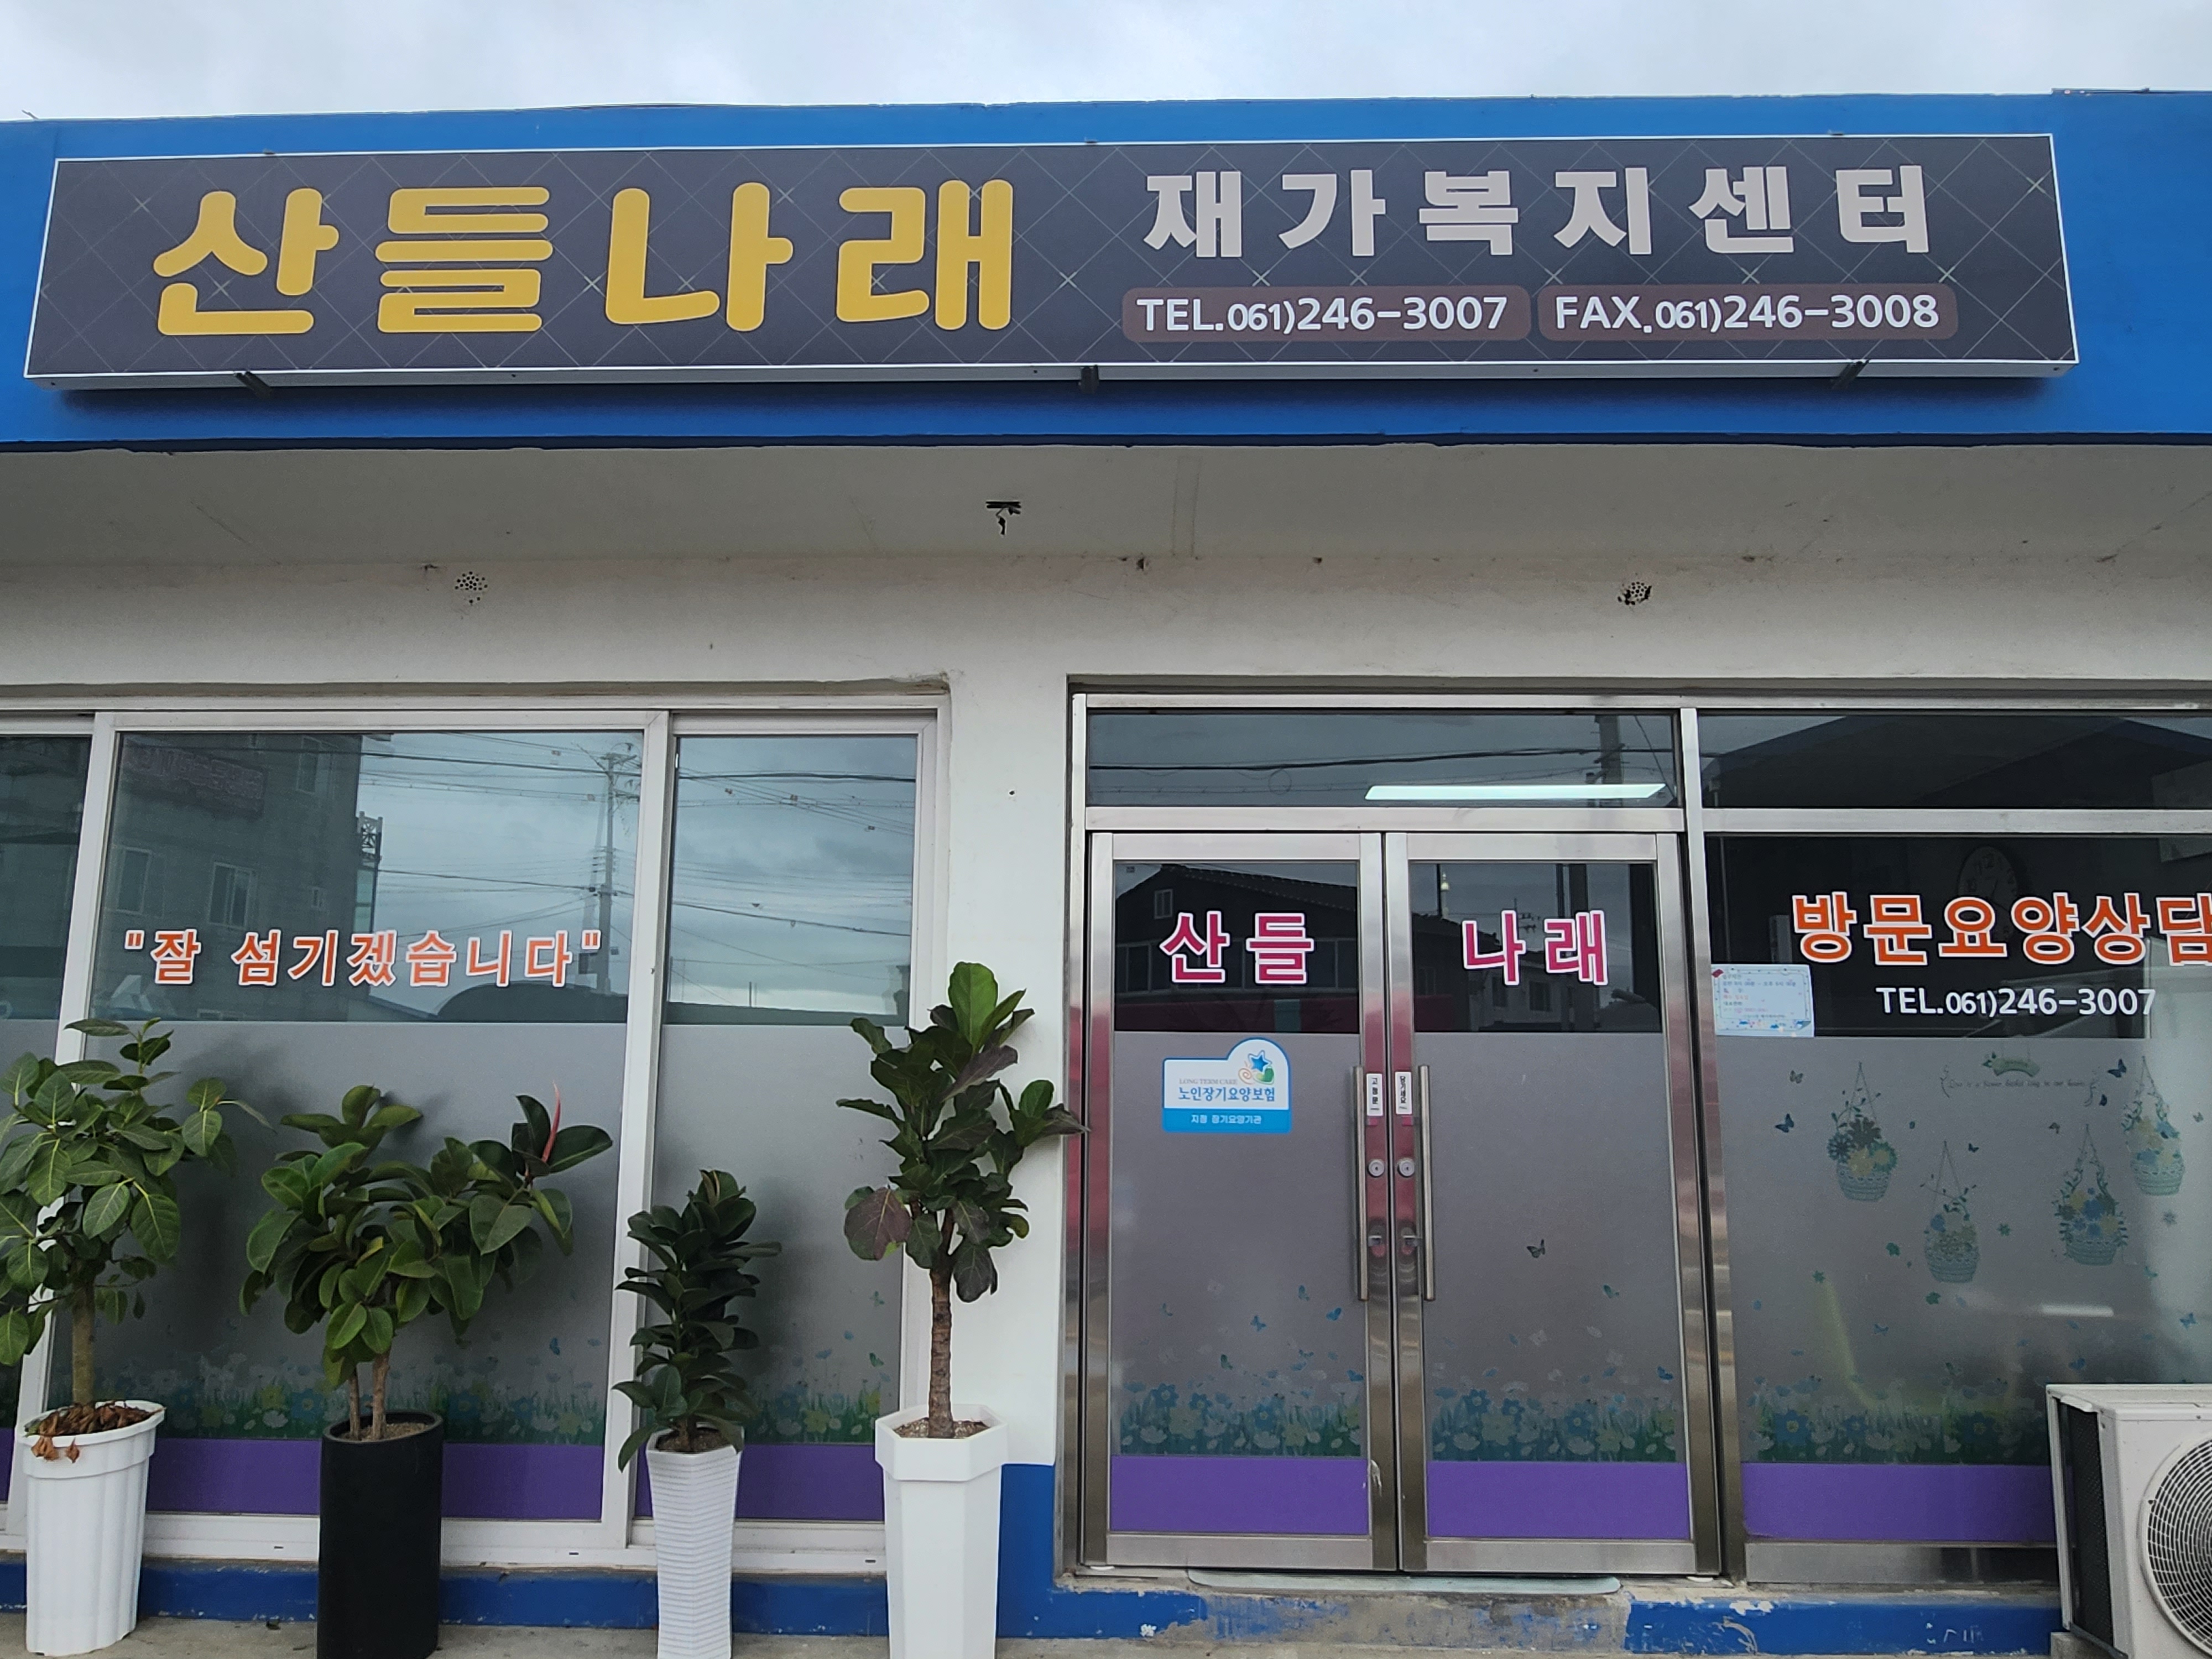 산들나래 재가복지센터
TEL.061)246-3007 FAX.061)246-3008
"잘 섬기겠습니다"
산들 나래
방문요양상담
TEL.061)246-3007
LONG TERM CARE
노인장기요양보험
지정 장기요양기관
고정문